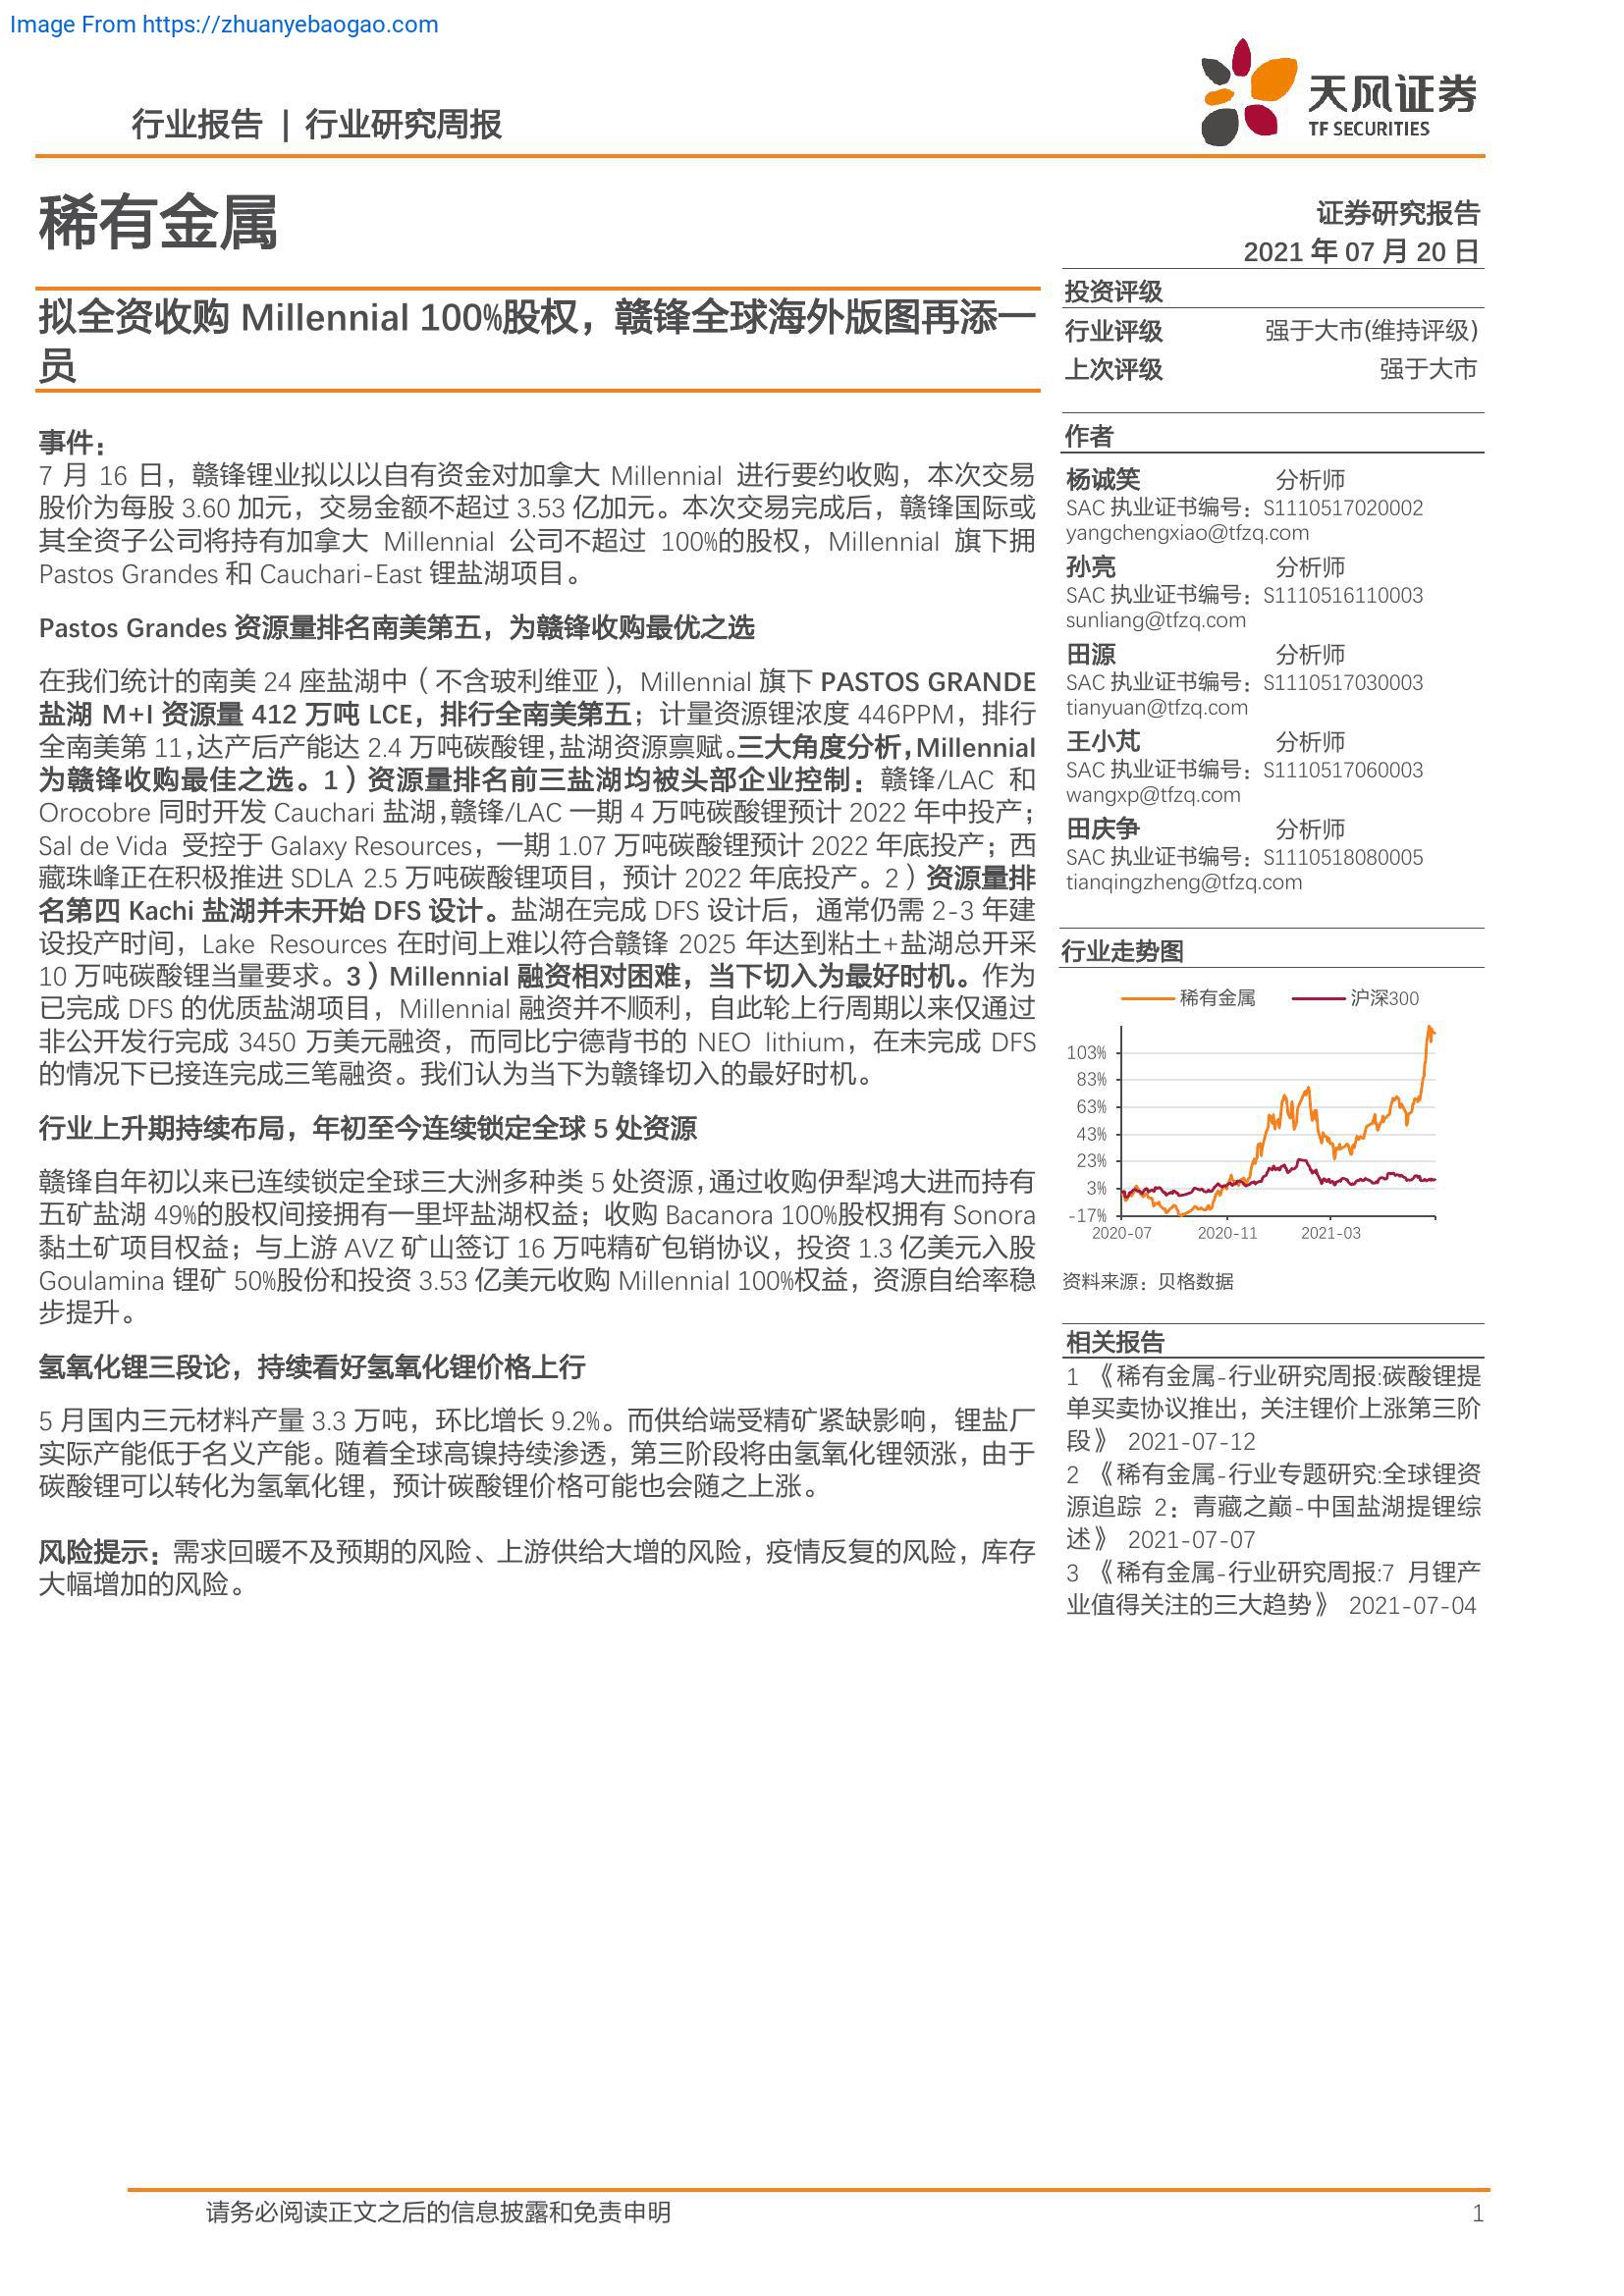 Image From https://zhuanyebaogao.com
行业报告 | 行业研究周报
天风证券
TF SECURITIES
稀有金属
证券研究报告
2021 年 07 月 20 日
拟全资收购 Millennial 100%股权，赣锋全球海外版图再添一
员
事件：
7 月 16 日，赣锋锂业拟以以自有资金对加拿大 Millennial 进行要约收购，本次交易
股价为每股 3.60 加元，交易金额不超过 3.53 亿加元。本次交易完成后，赣锋国际或
其全资子公司将持有加拿大 Millennial 公司不超过 100%的股权，Millennial 旗下拥
Pastos Grandes 和 Cauchari-East 锂盐湖项目。
Pastos Grandes 资源量排名南美第五，为赣锋收购最优之选
在我们统计的南美 24 座盐湖中（不含玻利维亚），Millennial 旗下 PASTOS GRANDE
盐湖 M+I 资源量 412 万吨 LCE，排行全南美第五；计量资源锂浓度 446PPM，排行
全南美第 11，达产后产能达 2.4 万吨碳酸锂，盐湖资源禀赋。三大角度分析，Millennial
为赣锋收购最佳之选。1）资源量排名前三盐湖均被头部企业控制：赣锋/LAC 和
Orocobre 同时开发 Cauchari 盐湖，赣锋/LAC 一期 4 万吨碳酸锂预计 2022 年中投产；
Sal de Vida 受控于 Galaxy Resources，一期 1.07 万吨碳酸锂预计 2022 年底投产；西
藏珠峰正在积极推进 SDLA 2.5 万吨碳酸锂项目，预计 2022 年底投产。2）资源量排
名第四 Kachi 盐湖并未开始 DFS 设计。盐湖在完成 DFS 设计后，通常仍需 2-3 年建
设投产时间，Lake Resources 在时间上难以符合赣锋 2025 年达到粘土+盐湖总开采
10 万吨碳酸锂当量要求。3）Millennial 融资相对困难，当下切入为最好时机。作为
已完成 DFS 的优质盐湖项目，Millennial 融资并不顺利，自此轮上行周期以来仅通过
非公开发行完成 3450 万美元融资，而同比宁德背书的 NEO lithium，在未完成 DFS
的情况下已接连完成三笔融资。我们认为当下为赣锋切入的最好时机。
行业上升期持续布局，年初至今连续锁定全球 5 处资源
赣锋自年初以来已连续锁定全球三大洲多种类 5 处资源，通过收购伊犁鸿大进而持有
五矿盐湖 49%的股权间接拥有一里坪盐湖权益；收购 Bacanora 100%股权拥有 Sonora
黏土矿项目权益；与上游 AVZ 矿山签订 16 万吨精矿包销协议，投资 1.3 亿美元入股
Goulamina 锂矿 50%股份和投资 3.53 亿美元收购 Millennial 100%权益，资源自给率稳
步提升。
氢氧化锂三段论，持续看好氢氧化锂价格上行
5 月国内三元材料产量 3.3 万吨，环比增长 9.2%。而供给端受精矿紧缺影响，锂盐厂
实际产能低于名义产能。随着全球高镍持续渗透，第三阶段将由氢氧化锂领涨，由于
碳酸锂可以转化为氢氧化锂，预计碳酸锂价格可能也会随之上涨。
风险提示：需求回暖不及预期的风险、上游供给大增的风险，疫情反复的风险，库存
大幅增加的风险。
投资评级
行业评级 强于大市(维持评级)
上次评级 强于大市
作者
杨诚笑 分析师
SAC 执业证书编号：S1110517020002
yangchengxiao@tfzq.com
孙亮 分析师
SAC 执业证书编号：S1110516110003
sunliang@tfzq.com
田源 分析师
SAC 执业证书编号：S1110517030003
tianyuan@tfzq.com
王小芃 分析师
SAC 执业证书编号：S1110517060003
wangxp@tfzq.com
田庆争 分析师
SAC 执业证书编号：S1110518080005
tianqingzheng@tfzq.com
行业走势图
稀有金属 沪深300
103%
83%
63%
43%
23%
3%
-17%
2020-07 2020-11 2021-03
资料来源：贝格数据
相关报告
1 《稀有金属-行业研究周报:碳酸锂提
单买卖协议推出，关注锂价上涨第三阶
段》 2021-07-12
2 《稀有金属-行业专题研究:全球锂资
源追踪 2：青藏之巅-中国盐湖提锂综
述》 2021-07-07
3 《稀有金属-行业研究周报:7 月锂产
业值得关注的三大趋势》 2021-07-04
请务必阅读正文之后的信息披露和免责申明 1